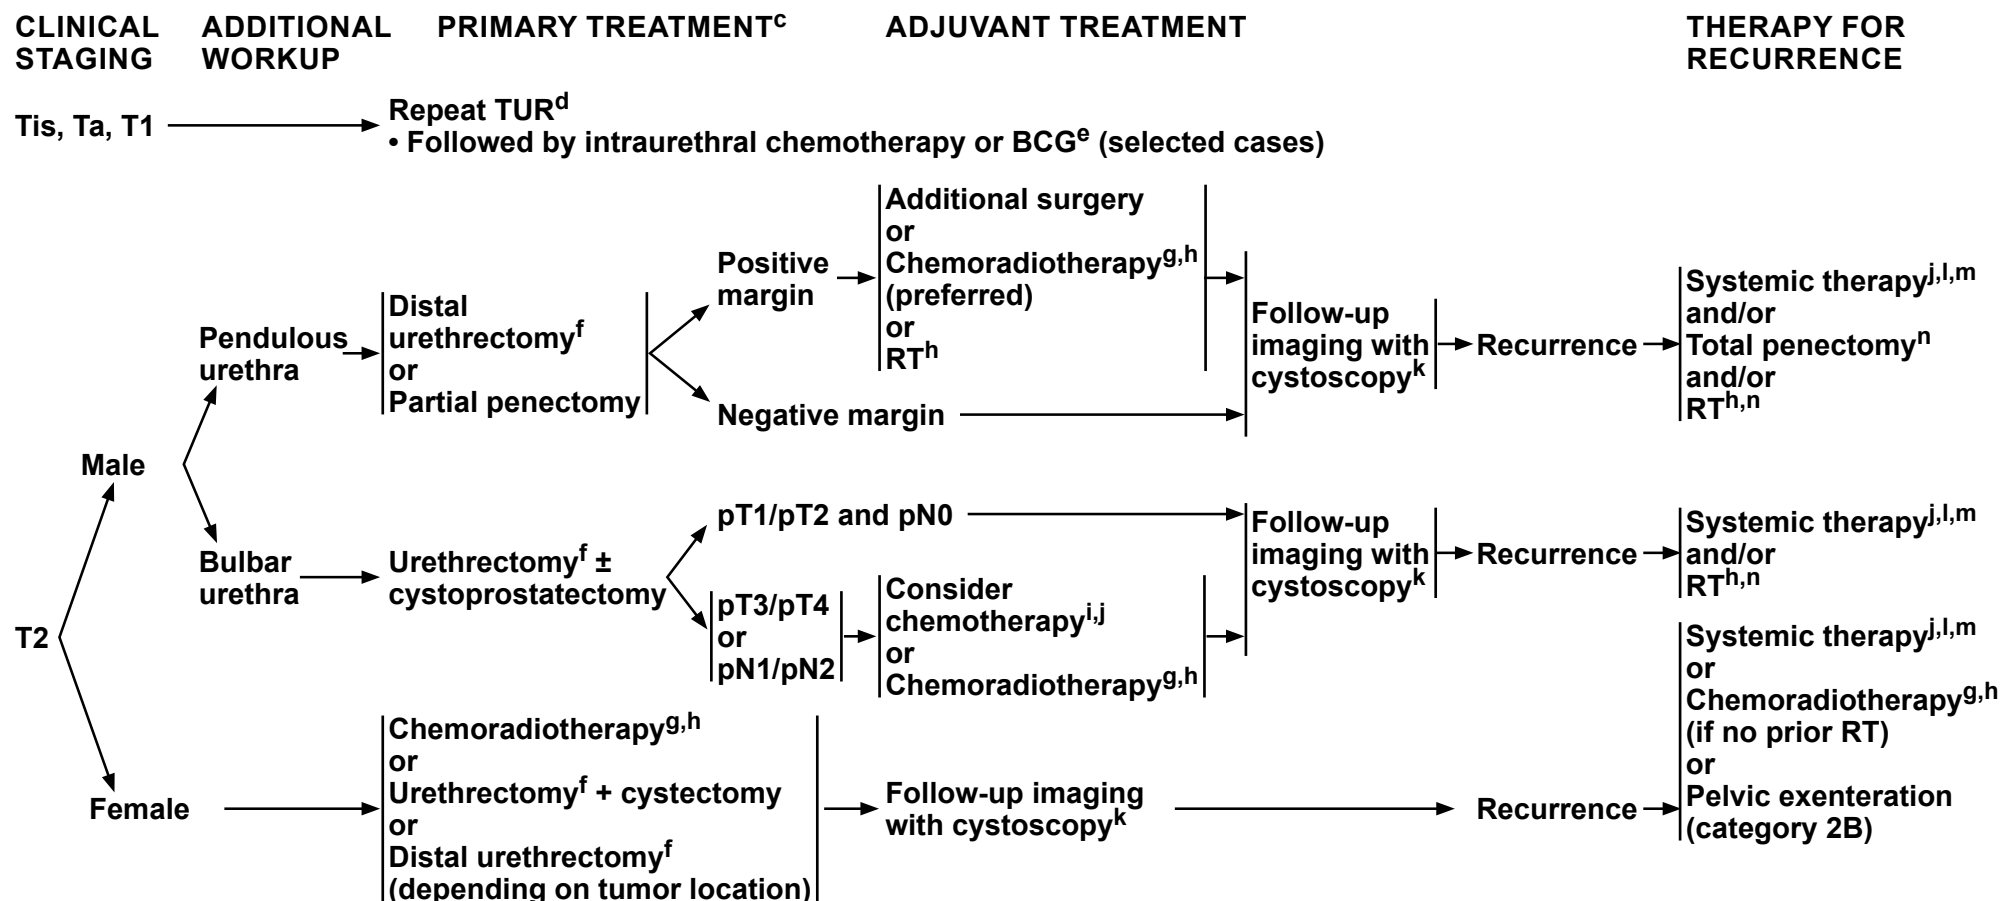 CLINICAL STAGING
ADDITIONAL WORKUP
PRIMARY TREATMENTc
ADJUVANT TREATMENT
THERAPY FOR RECURRENCE
Tis, Ta, T1
Repeat TURd
• Followed by intraurethral chemotherapy or BCGe (selected cases)
T2
Male
Pendulous
urethra
Distal
urethrectomyf
or
Partial penectomy
Positive
margin
Additional surgery
or
Chemoradiotherapyg,h
(preferred)
or
RTh
Negative margin
Follow-up
imaging with
cystoscopyk
Recurrence
Systemic therapyj,l,m
and/or
Total penectomyn
and/or
RTh,n
Bulbar
urethra
Urethrectomyf ±
cystoprostatectomy
pT1/pT2 and pN0
pT3/pT4
or
pN1/pN2
Consider
chemotherapyi,j
or
Chemoradiotherapyg,h
Follow-up
imaging with
cystoscopyk
Recurrence
Systemic therapyj,l,m
and/or
RTh,n
Female
Chemoradiotherapyg,h
or
Urethrectomyf + cystectomy
or
Distal urethrectomyf
(depending on tumor location)
Follow-up imaging
with cystoscopyk
Recurrence
Systemic therapyj,l,m
or
Chemoradiotherapyg,h
(if no prior RT)
or
Pelvic exenteration
(category 2B)